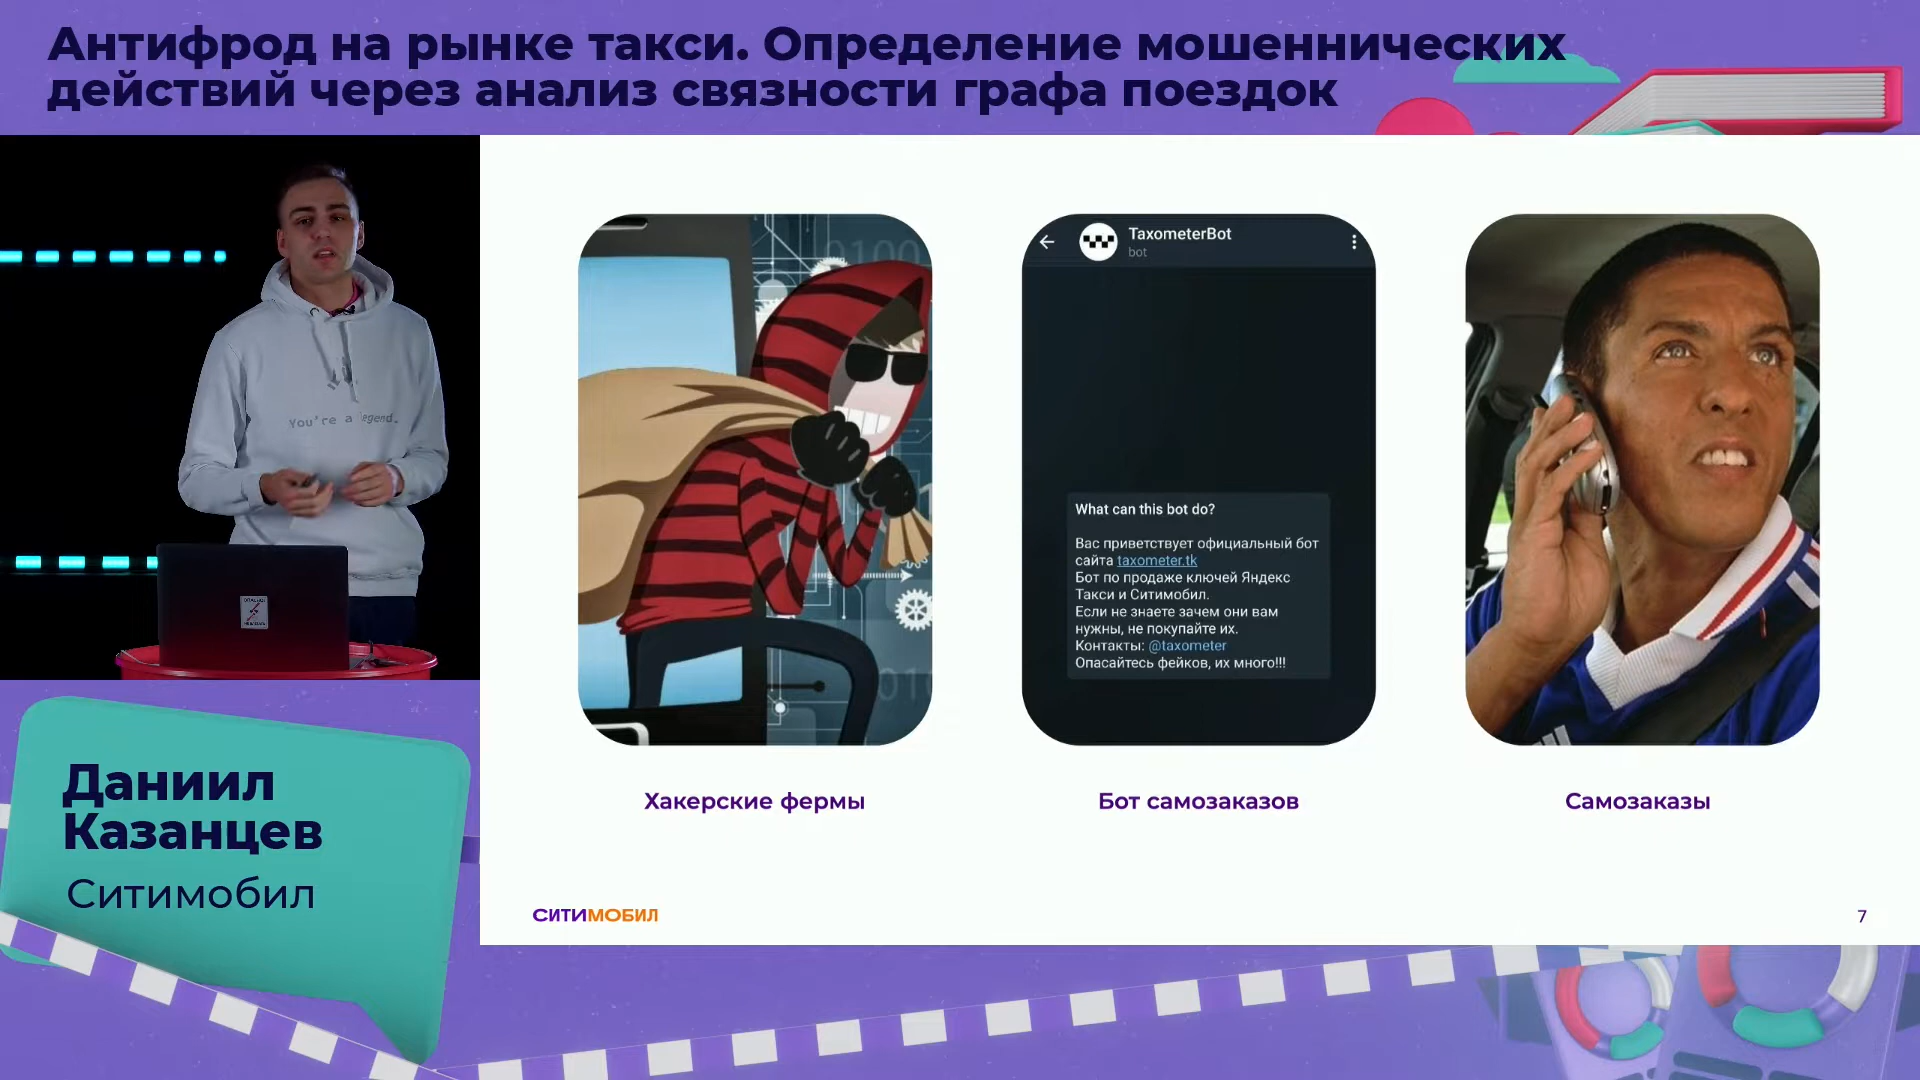 Антифрод на рынке такси. Определение мошеннических
действий через анализ связности графа поездок
You're a legend.
Даниил
Казанцев
Ситимобил
TaxometerBot
bot
What can this bot do?
Вас приветствует официальный бот
сайта taxometer.tk
Бот по продаже ключей Яндекс
Такси и Ситимобил.
Если не знаете зачем они вам
нужны, не покупайте их.
Контакты: @taxometer
Опасайтесь фейков, их много!!!
Хакерские фермы
Бот самозаказов
Самозаказы
СИТИМОБИЛ
7